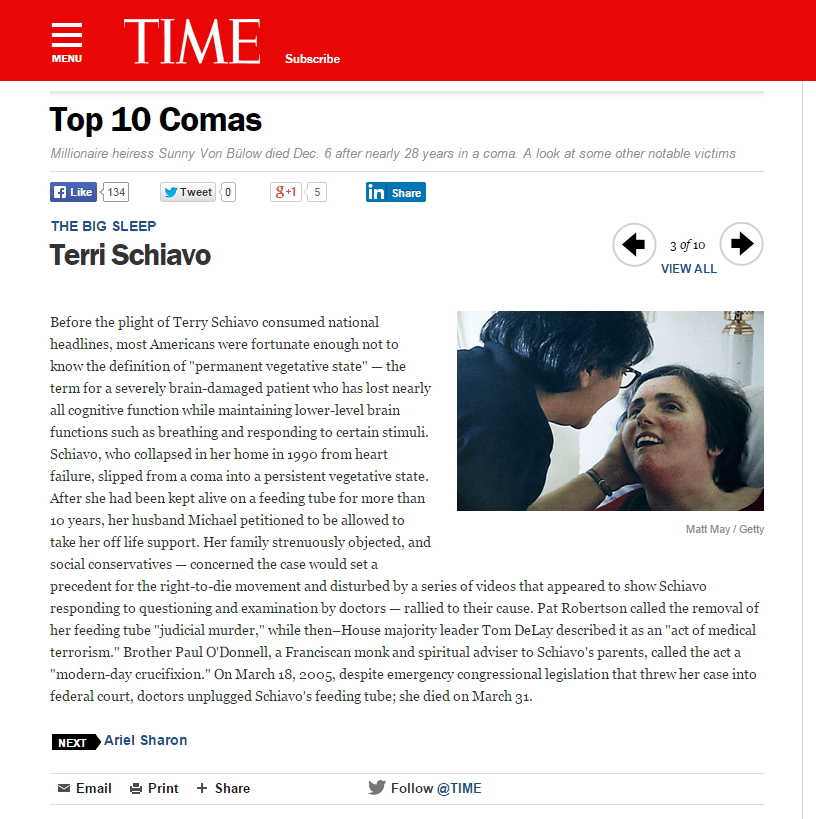 MENU
TIME
Subscribe
Top 10 Comas
Millionaire heiress Sunny Von Bülow died Dec. 6 after nearly 28 years in a coma. A look at some other notable victims
Like 134 Tweet 0 g+1 5 in Share
THE BIG SLEEP
Terri Schiavo
3 of 10
VIEW ALL
Before the plight of Terry Schiavo consumed national
headlines, most Americans were fortunate enough not to
know the definition of "permanent vegetative state" — the
term for a severely brain-damaged patient who has lost nearly
all cognitive function while maintaining lower-level brain
functions such as breathing and responding to certain stimuli.
Schiavo, who collapsed in her home in 1990 from heart
failure, slipped from a coma into a persistent vegetative state.
After she had been kept alive on a feeding tube for more than
10 years, her husband Michael petitioned to be allowed to
take her off life support. Her family strenuously objected, and
social conservatives — concerned the case would set a
precedent for the right-to-die movement and disturbed by a series of videos that appeared to show Schiavo
responding to questioning and examination by doctors — rallied to their cause. Pat Robertson called the removal of
her feeding tube "judicial murder," while then–House majority leader Tom DeLay described it as an "act of medical
terrorism." Brother Paul O'Donnell, a Franciscan monk and spiritual adviser to Schiavo's parents, called the act a
"modern-day crucifixion." On March 18, 2005, despite emergency congressional legislation that threw her case into
federal court, doctors unplugged Schiavo's feeding tube; she died on March 31.
Matt May / Getty
NEXT Ariel Sharon
Email Print + Share Follow @TIME